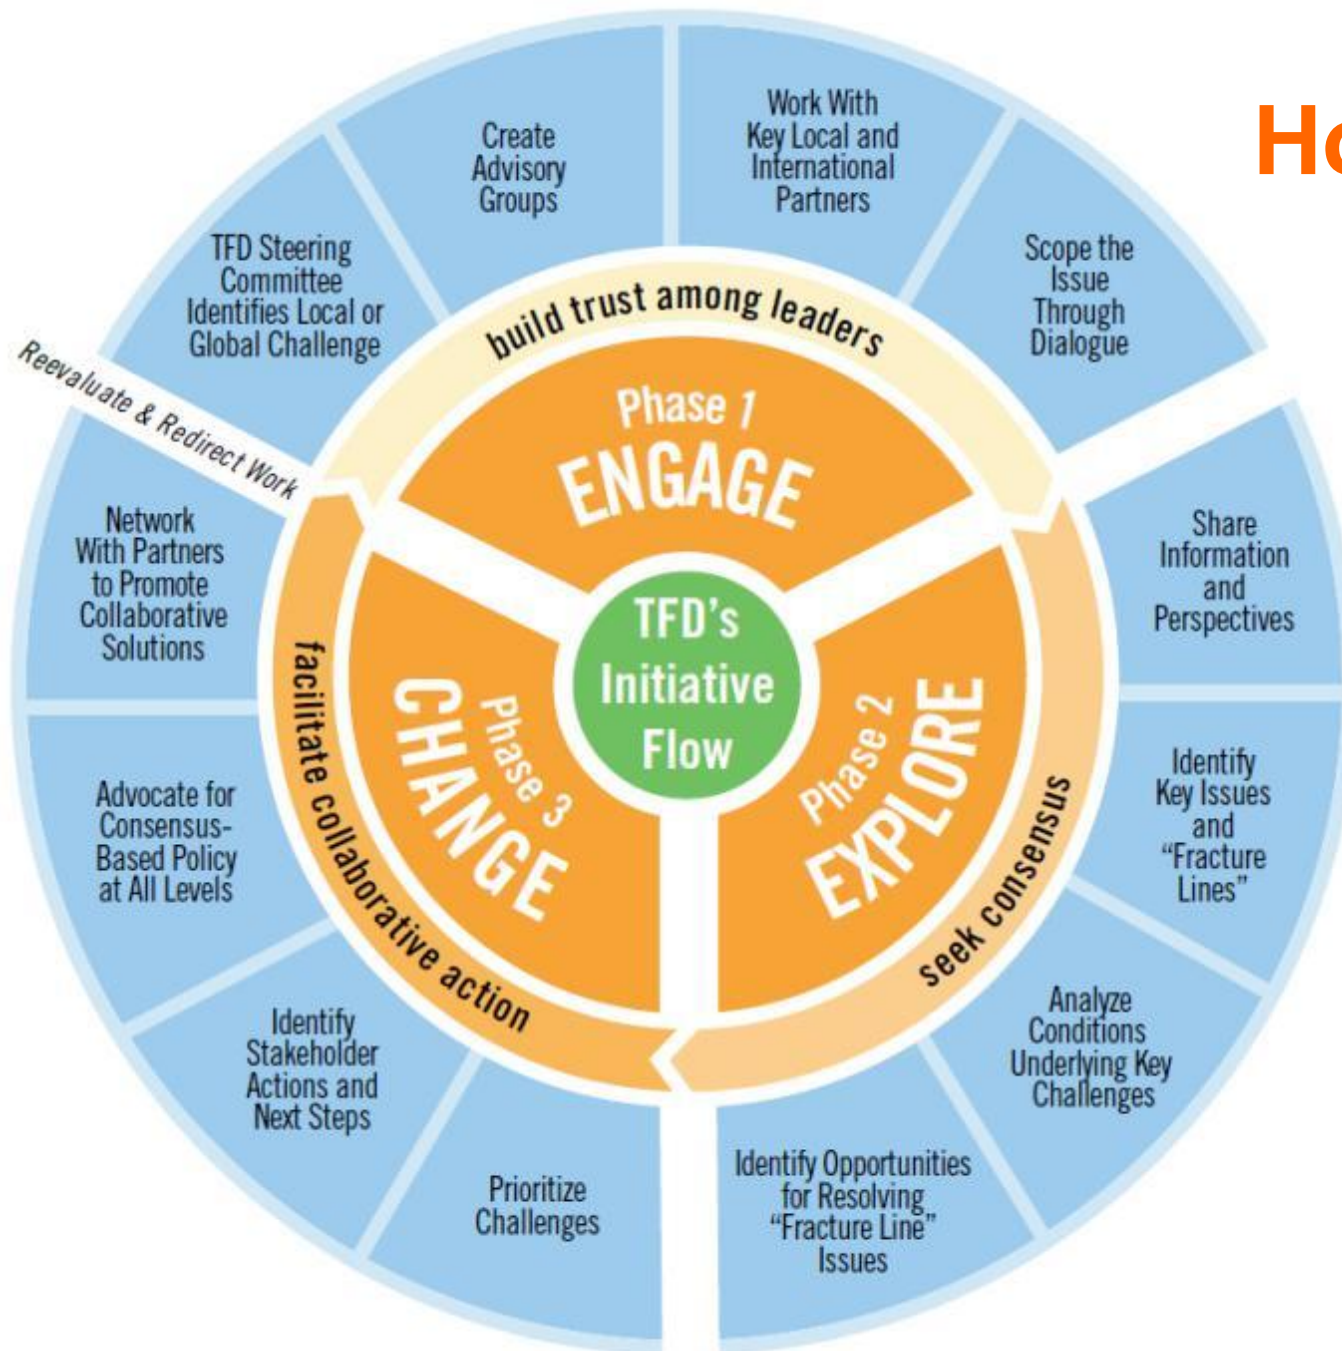 Ho
TFD's
Initiative
Flow
Phase 1
ENGAGE
build trust among leaders
TFD Steering
Committee
Identifies Local or
Global Challenge
Create
Advisory
Groups
Work With
Key Local and
International
Partners
Scope the
Issue
Through
Dialogue
Phase 2
EXPLORE
seek consensus
Share
Information
and
Perspectives
Identify
Key Issues
and
“Fracture
Lines”
Analyze
Conditions
Underlying Key
Challenges
Identify Opportunities
for Resolving
“Fracture Line”
Issues
Phase 3
CHANGE
facilitate collaborative action
Prioritize
Challenges
Identify
Stakeholder
Actions and
Next Steps
Advocate for
Consensus-
Based Policy
at All Levels
Network
With Partners
to Promote
Collaborative
Solutions
Reevaluate & Redirect Work